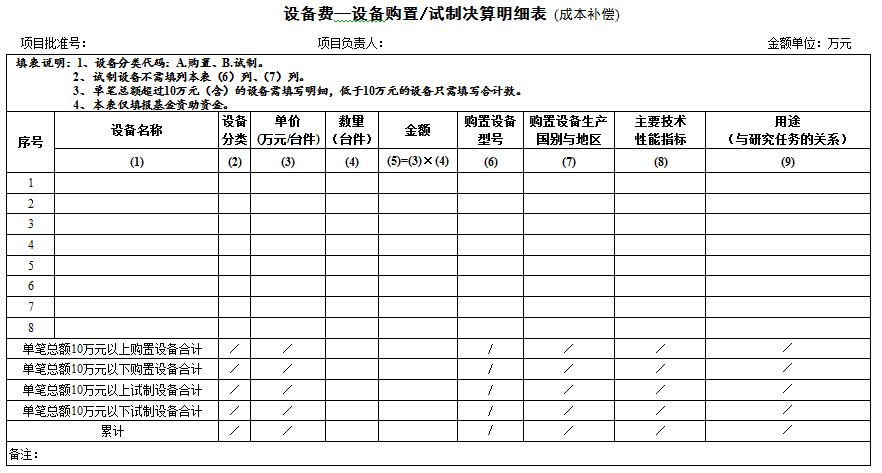 设备费—设备购置/试制决算明细表 (成本补偿)
项目批准号： 项目负责人： 金额单位：万元
填表说明：1、设备分类代码：A.购置、B.试制。
2、试制设备不需填列本表（6）列、（7）列。
3、单笔总额超过10万元（含）的设备需填写明细，低于10万元的设备只需填写合计数。
4、本表仅填报基金资助资金。
序号 设备名称 设备分类 单价(万元/台件) 数量(台件) 金额 购置设备型号 购置设备生产国别与地区 主要技术性能指标 用途（与研究任务的关系）
(1) (2) (3) (4) (5)=(3)×(4) (6) (7) (8) (9)
1
2
3
4
5
6
7
8
单笔总额10万元以上购置设备合计 ／ ／ / ／ ／ ／
单笔总额10万元以下购置设备合计 ／ ／ / ／ ／ ／
单笔总额10万元以上试制设备合计 ／ ／ / ／ ／ ／
单笔总额10万元以下试制设备合计 ／ ／ / ／ ／ ／
累计 ／ ／ / ／ ／ ／
备注：